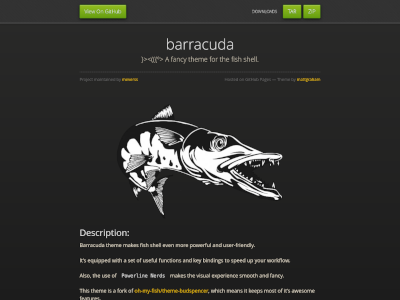 View On GitHub
DOWNLOADS TAR ZIP
barracuda
}><(((°> A fancy theme for the fish shell.
Project maintained by
Hosted on GitHub Pages — Theme by mattgraham
Description:
Barracuda theme makes fish shell even more powerful and user-friendly.
It's equipped with a set of useful functions and key bindings to speed up your workflow.
Also, the use of Powerline Nerds makes the visual experience smooth and fancy.
This theme is a fork of oh-my-fish/theme-budspencer, which means it keeps most of it's awesome
features.